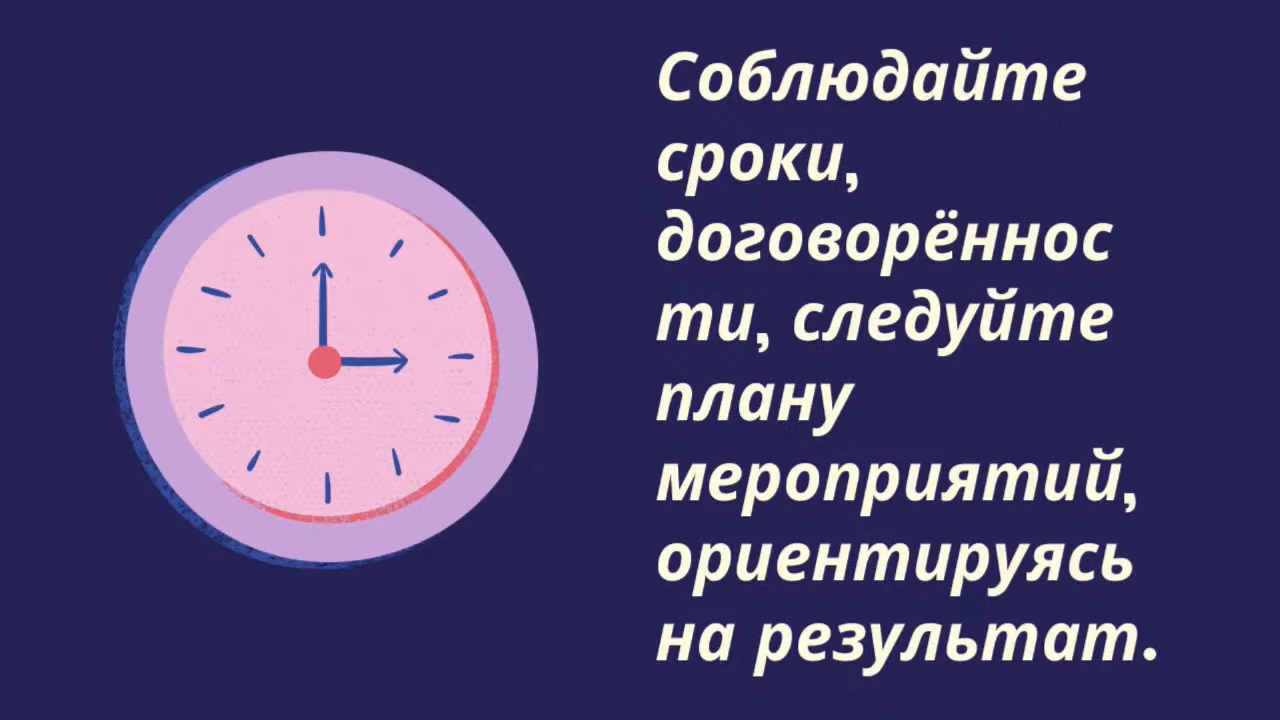 Соблюдайте
сроки,
договорённос
ти, следуйте
плану
мероприятий,
ориентируясь
на результат.